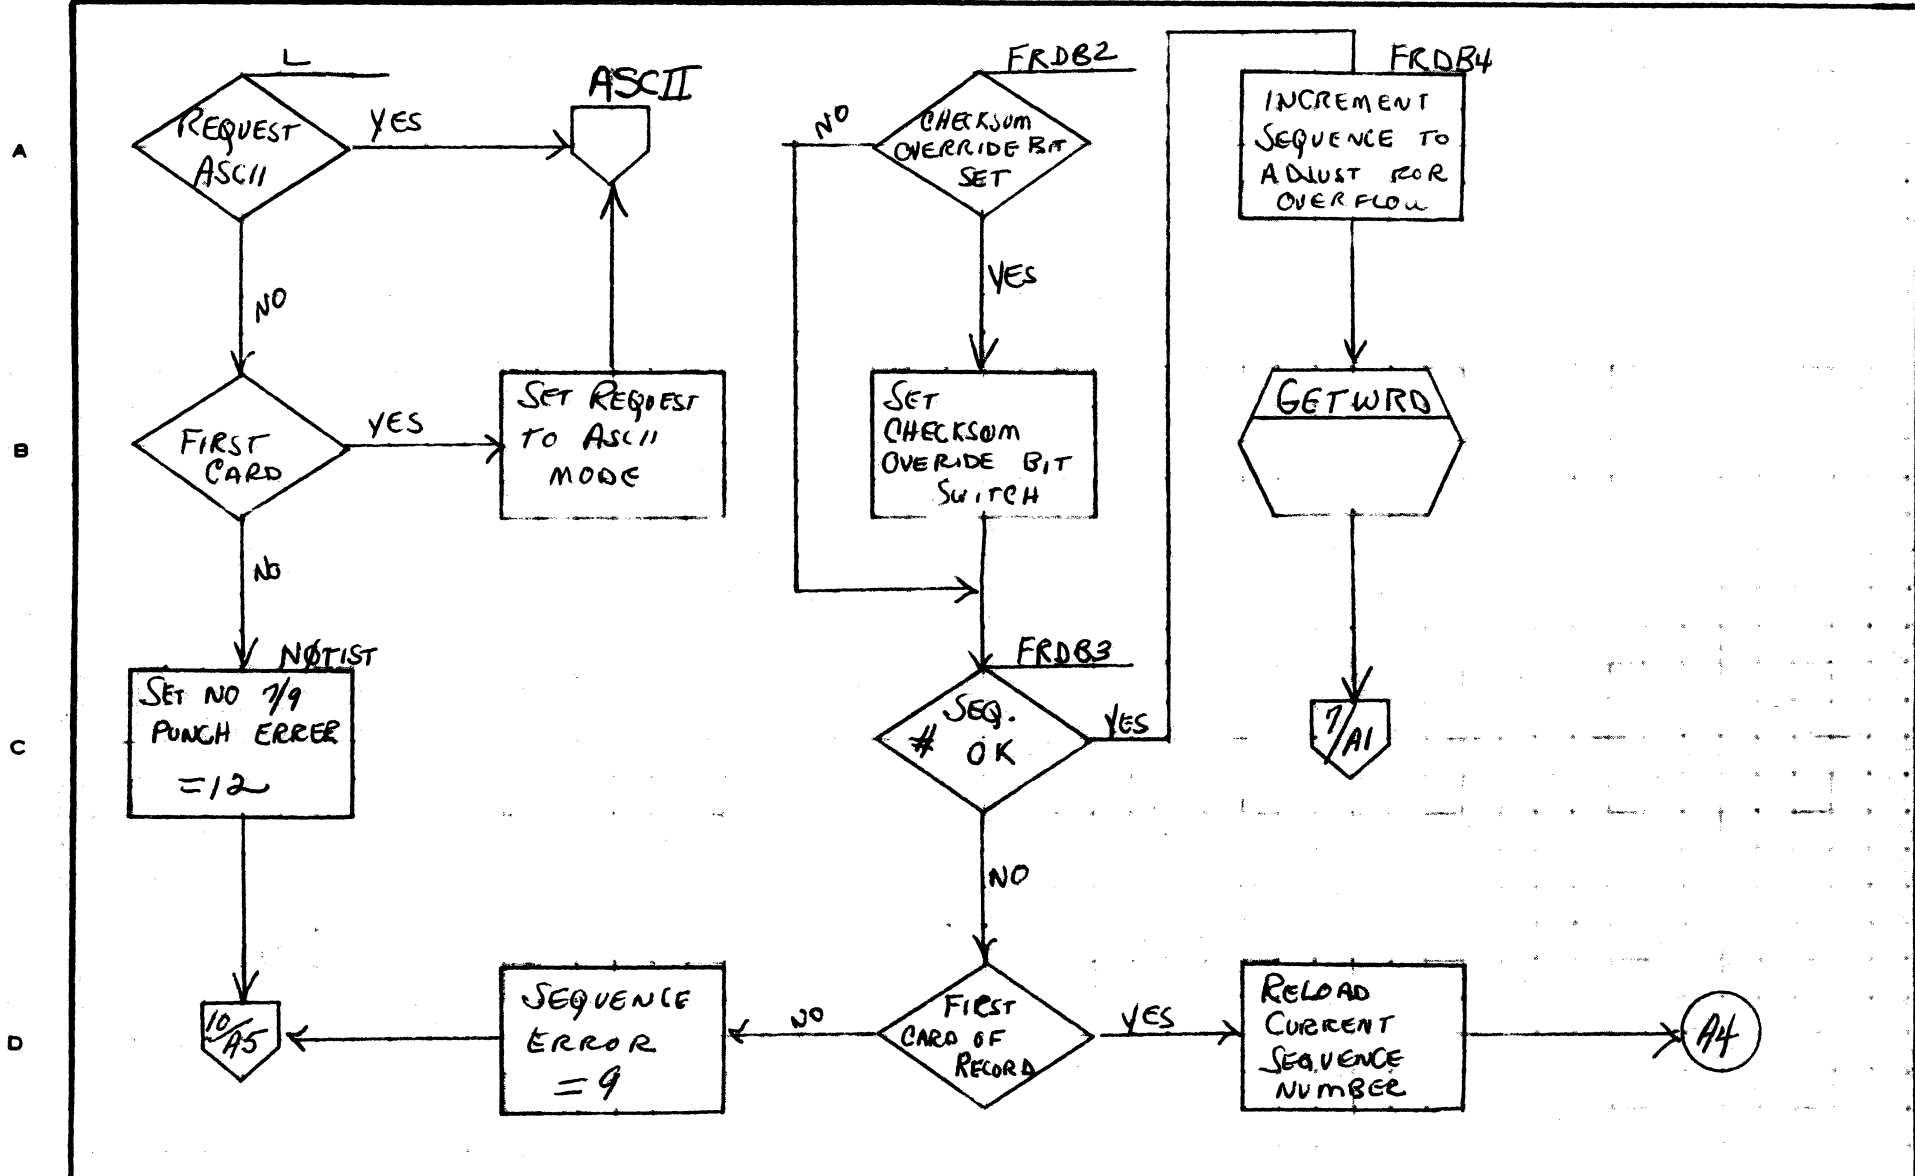 L
REQUEST
ASCII
YES
ASCII
NO
FIRST
CARD
YES
SET REQUEST
TO ASCII
MODE
NO
NØT1ST
SET NO 7/9
PUNCH ERRER
=12
10/A5
FRDB2
CHECKSUM
OVERRIDE BIT
SET
NO
YES
SET
CHECKSUM
OVERIDE BIT
SWITCH
FRDB3
SEQ.
# OK
YES
NO
FIRST
CARD OF
RECORD
NO
SEQUENCE
ERROR
=9
YES
RELOAD
CURRENT
SEQUENCE
NUMBER
A4
FRDB4
INCREMENT
SEQUENCE TO
ADJUST FOR
OVERFLOW
GETWRD
7/A1
A
B
C
D